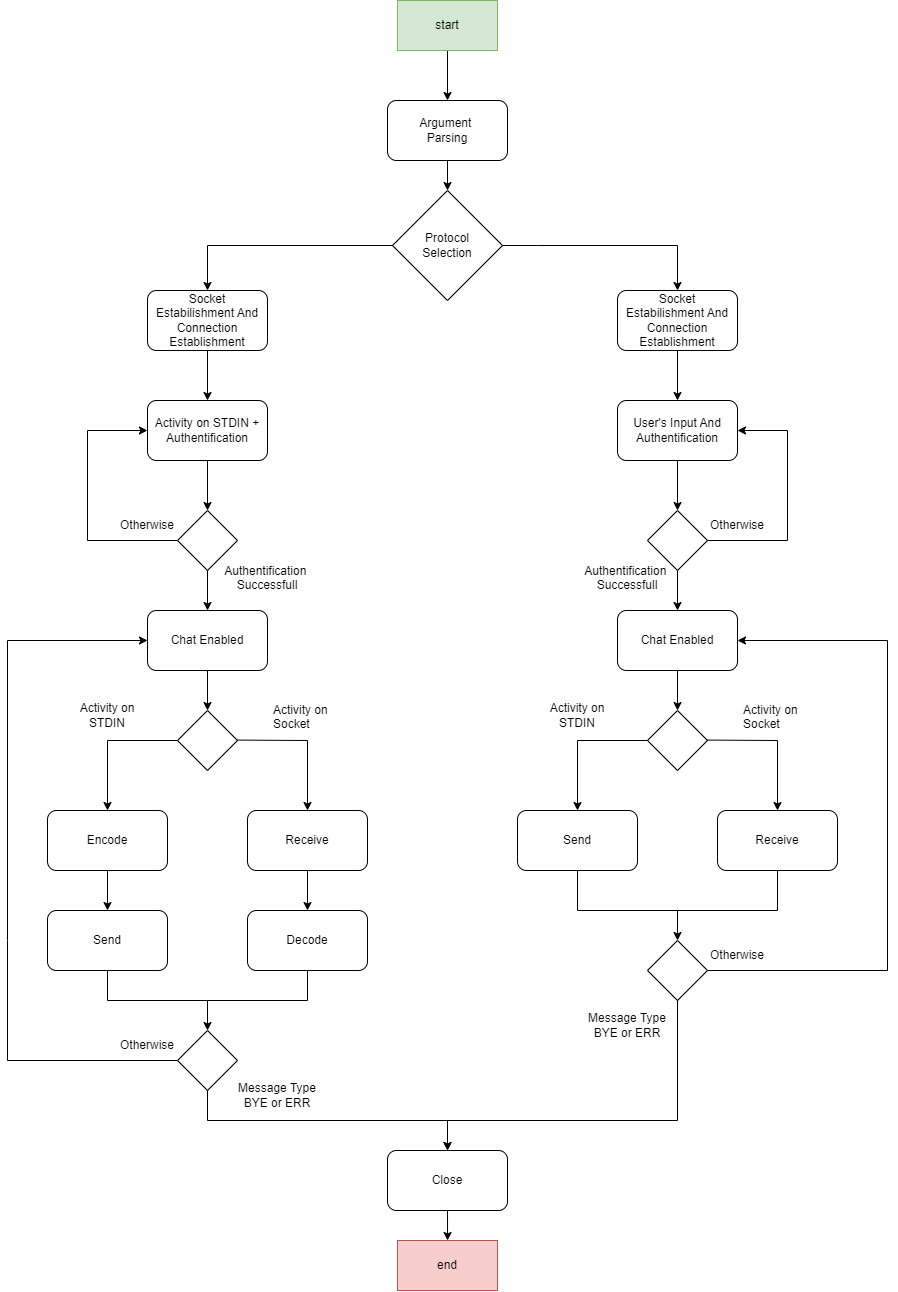 start
Argument
Parsing
Protocol
Selection
Socket
Estabilishment And
Connection
Establishment
Socket
Estabilishment And
Connection
Establishment
Activity on STDIN +
Authentification
User's Input And
Authentification
Otherwise
Otherwise
Authentification
Successfull
Authentification
Successfull
Chat Enabled
Chat Enabled
Activity on
STDIN
Activity on
Socket
Activity on
STDIN
Activity on
Socket
Encode
Receive
Send
Receive
Send
Decode
Otherwise
Message Type
BYE or ERR
Otherwise
Message Type
BYE or ERR
Close
end